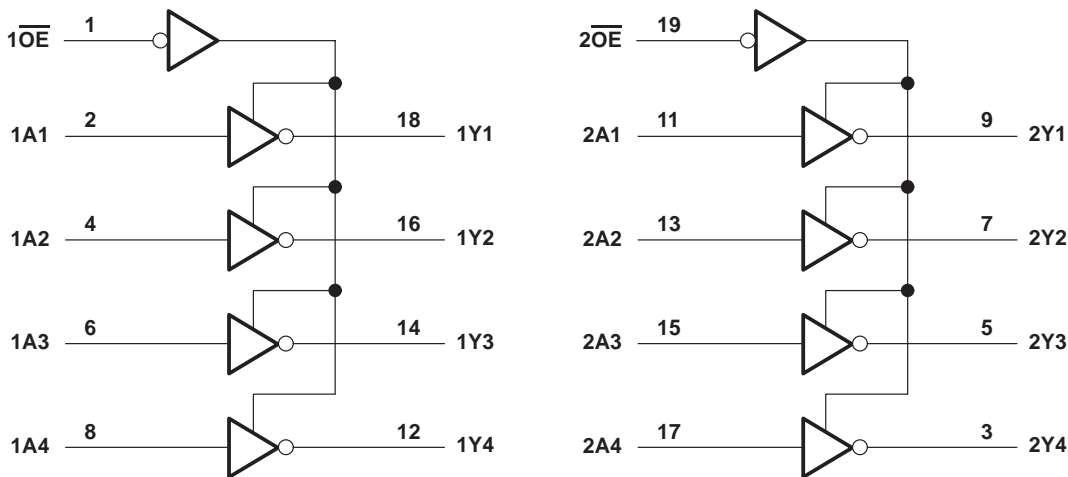 1OE̅ 1 2OE̅ 19
1A1 2 18 1Y1 2A1 11 9 2Y1
1A2 4 16 1Y2 2A2 13 7 2Y2
1A3 6 14 1Y3 2A3 15 5 2Y3
1A4 8 12 1Y4 2A4 17 3 2Y4